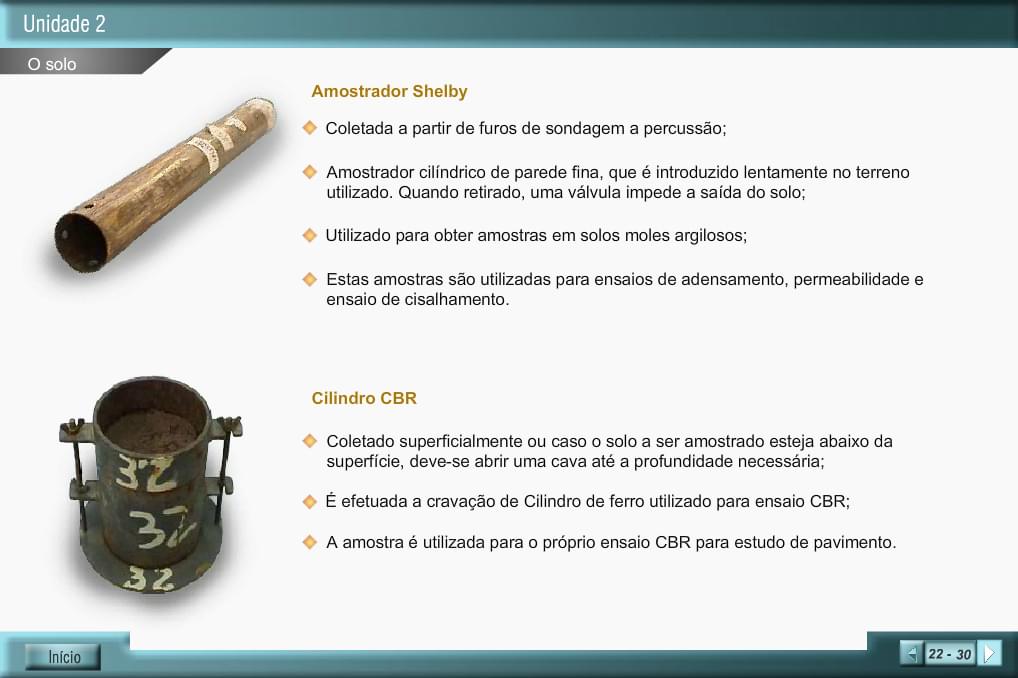 Unidade 2
O solo
Amostrador Shelby
Coletada a partir de furos de sondagem a percussão;
Amostrador cilíndrico de parede fina, que é introduzido lentamente no terreno
utilizado. Quando retirado, uma válvula impede a saída do solo;
Utilizado para obter amostras em solos moles argilosos;
Estas amostras são utilizadas para ensaios de adensamento, permeabilidade e
ensaio de cisalhamento.
Cilindro CBR
Coletado superficialmente ou caso o solo a ser amostrado esteja abaixo da
superfície, deve-se abrir uma cava até a profundidade necessária;
É efetuada a cravação de Cilindro de ferro utilizado para ensaio CBR;
A amostra é utilizada para o próprio ensaio CBR para estudo de pavimento.
32
32
32
Início
22 - 30